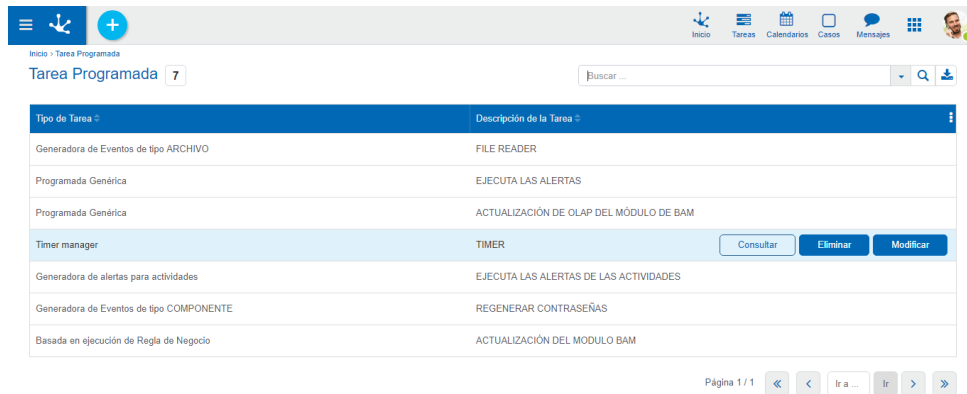 Inicio
Tareas
Calendarios
Casos
Mensajes
Inicio > Tarea Programada
Tarea Programada 7
Buscar ...
Tipo de Tarea
Descripción de la Tarea
Generadora de Eventos de tipo ARCHIVO
FILE READER
Programada Genérica
EJECUTA LAS ALERTAS
Programada Genérica
ACTUALIZACIÓN DE OLAP DEL MÓDULO DE BAM
Timer manager
TIMER
Consultar
Eliminar
Modificar
Generadora de alertas para actividades
EJECUTA LAS ALERTAS DE LAS ACTIVIDADES
Generadora de Eventos de tipo COMPONENTE
REGENERAR CONTRASEÑAS
Basada en ejecución de Regla de Negocio
ACTUALIZACIÓN DEL MODULO BAM
Página 1 / 1
Ir a ...
Ir